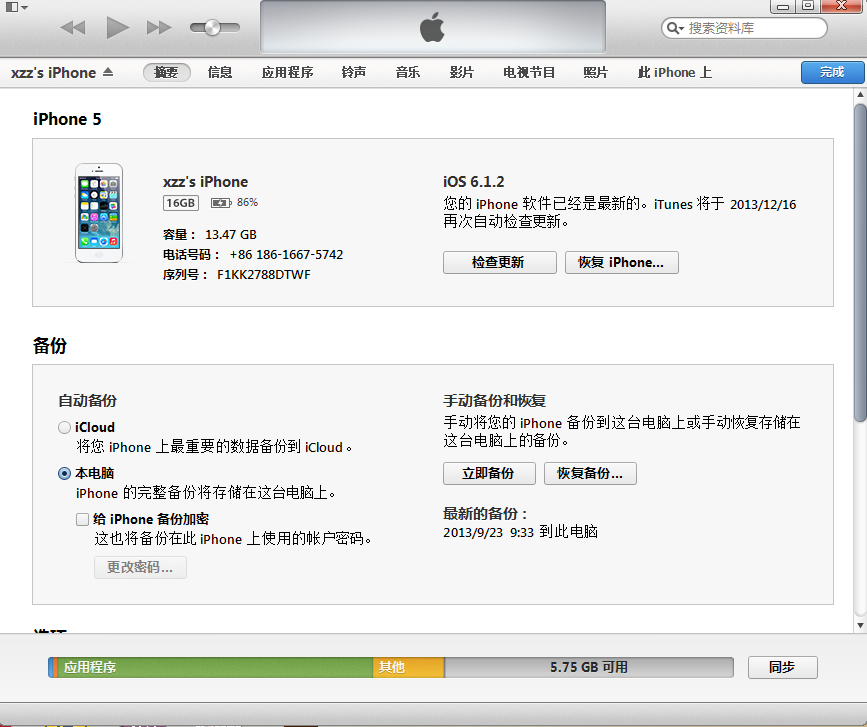 搜索资料库
xzz's iPhone 摘要 信息 应用程序 铃声 音乐 影片 电视节目 照片 此 iPhone 上 完成
iPhone 5
xzz's iPhone
16GB 86%
容量： 13.47 GB
电话号码： +86 186-1667-5742
序列号： F1KK2788DTWF
iOS 6.1.2
您的 iPhone 软件已经是最新的。iTunes 将于 2013/12/16
再次自动检查更新。
检查更新 恢复 iPhone...
备份
自动备份
iCloud
将您 iPhone 上最重要的数据备份到 iCloud。
本电脑
iPhone 的完整备份将存储在这台电脑上。
给 iPhone 备份加密
这也将备份在此 iPhone 上使用的帐户密码。
更改密码...
手动备份和恢复
手动将您的 iPhone 备份到这台电脑上或手动恢复存储在
这台电脑上的备份。
立即备份 恢复备份...
最新的备份：
2013/9/23 9:33 到此电脑
应用程序 其他 5.75 GB 可用 同步